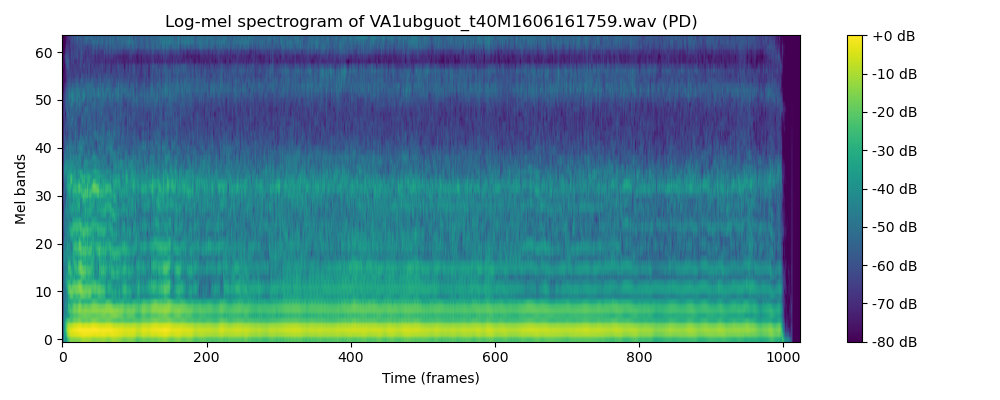 Log-mel spectrogram of VA1ubguot_t40M1606161759.wav (PD)
60
50
40
30
20
10
0
Mel bands
0 200 400 600 800 1000
Time (frames)
+0 dB
-10 dB
-20 dB
-30 dB
-40 dB
-50 dB
-60 dB
-70 dB
-80 dB